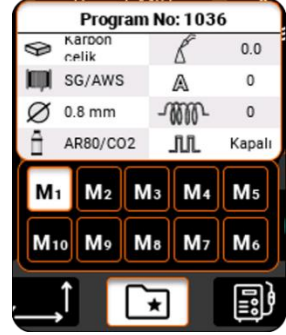 Program No: 1036
Karbon
celik
0.0
SG/AWS
A
0
0.8 mm
0
AR80/CO2
Kapalı
M1
M2
M3
M4
M5
M10
M9
M8
M7
M6